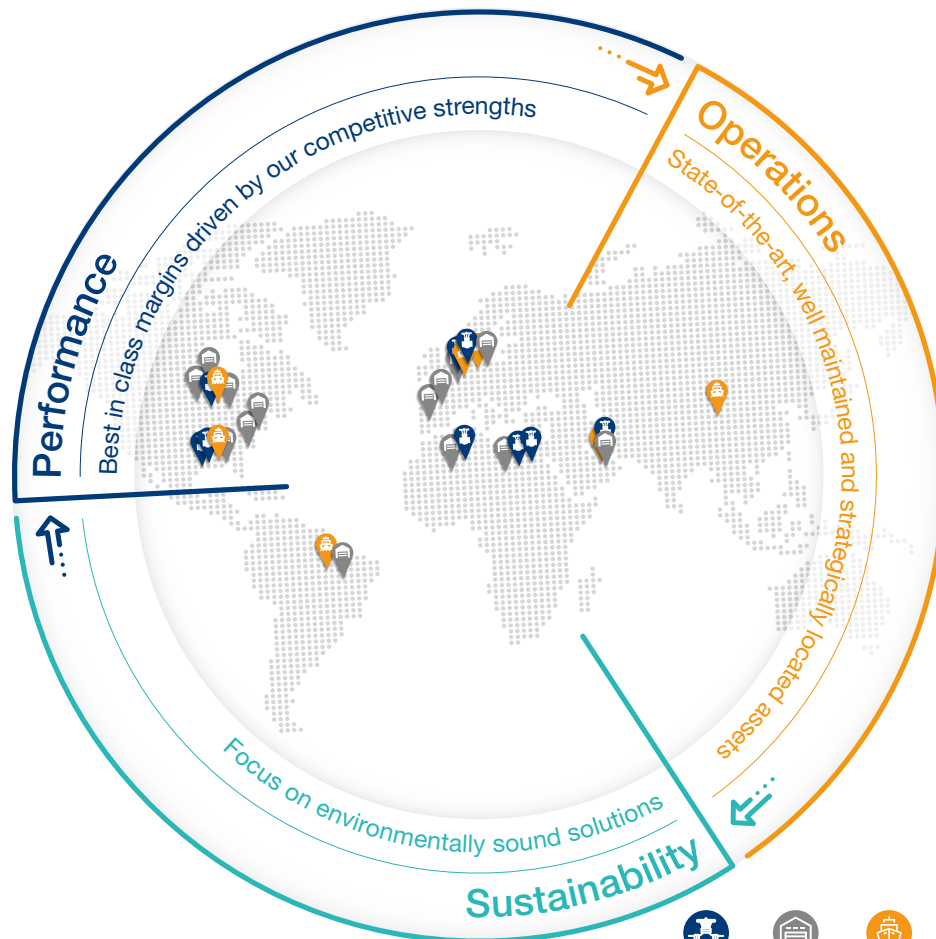 Performance
Best in class margins driven by our competitive strengths
Operations
State-of-the-art, well maintained and strategically located assets
Focus on environmentally sound solutions
Sustainability